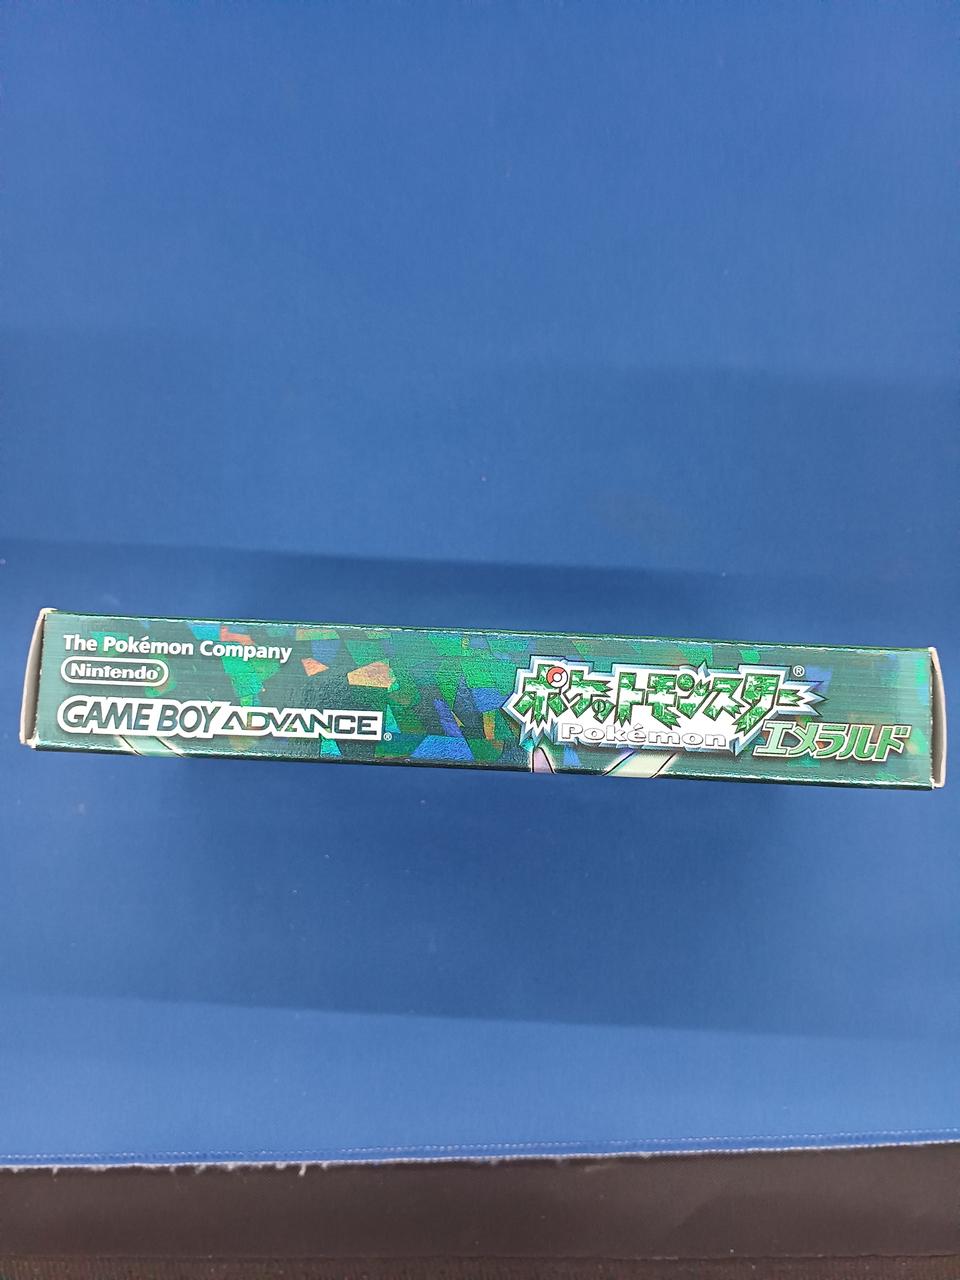 The Pokémon Company
Nintendo®
GAME BOY ADVANCE®
ポケットモンスター®
Pokémon
エメラルド